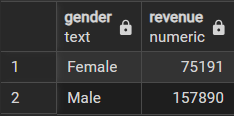 gender revenue
text numeric
1 Female 75191
2 Male 157890